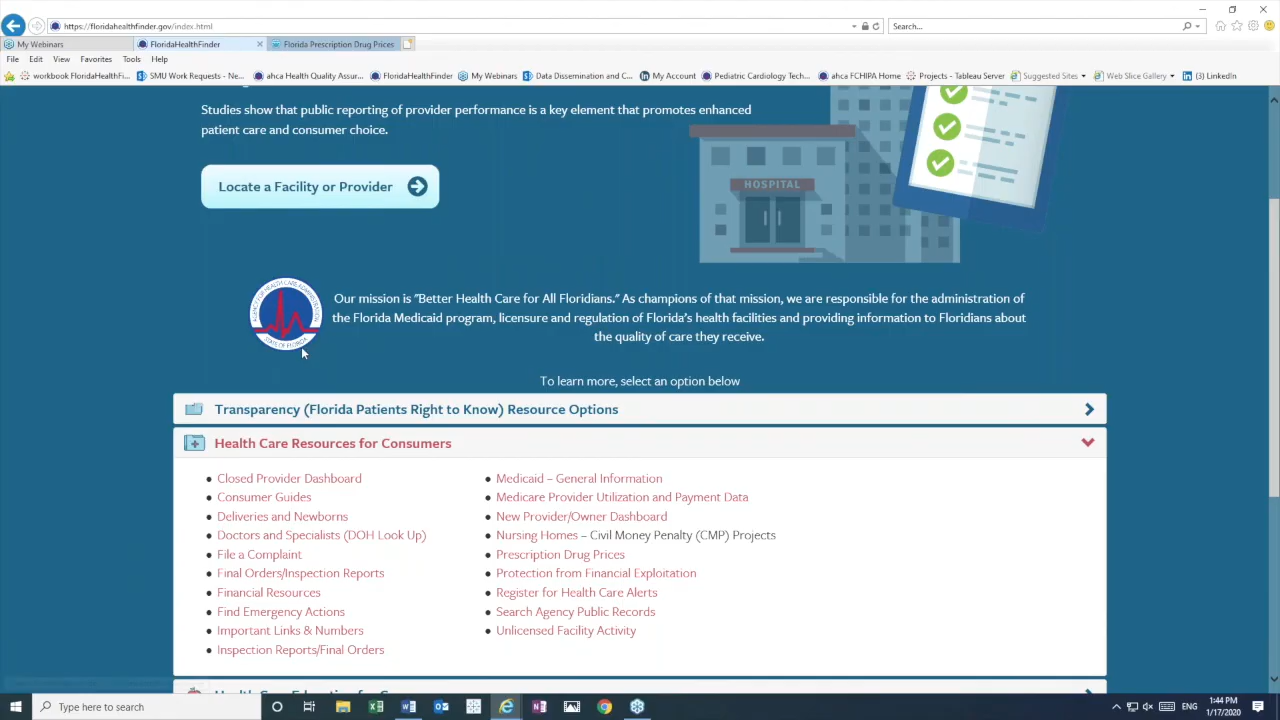 https://floridahealthfinder.gov/index.html
Search...
My Webinars
FloridaHealthFinder
Florida Prescription Drug Prices
File Edit View Favorites Tools Help
workbook FloridaHealthFi...
SMU Work Requests - Ne...
ahca Health Quality Assur...
FloridaHealthFinder
My Webinars
Data Dissemination and C...
My Account
Pediatric Cardiology Tech...
ahca FCHIPA Home
Projects - Tableau Server
Suggested Sites
Web Slice Gallery
(3) LinkedIn
Studies show that public reporting of provider performance is a key element that promotes enhanced
patient care and consumer choice.
Locate a Facility or Provider
HOSPITAL
AGENCY FOR HEALTH CARE ADMINISTRATION
STATE OF FLORIDA
Our mission is "Better Health Care for All Floridians." As champions of that mission, we are responsible for the administration of
the Florida Medicaid program, licensure and regulation of Florida's health facilities and providing information to Floridians about
the quality of care they receive.
To learn more, select an option below
Transparency (Florida Patients Right to Know) Resource Options
Health Care Resources for Consumers
Closed Provider Dashboard
Consumer Guides
Deliveries and Newborns
Doctors and Specialists (DOH Look Up)
File a Complaint
Final Orders/Inspection Reports
Financial Resources
Find Emergency Actions
Important Links & Numbers
Inspection Reports/Final Orders
Medicaid – General Information
Medicare Provider Utilization and Payment Data
New Provider/Owner Dashboard
Nursing Homes – Civil Money Penalty (CMP) Projects
Prescription Drug Prices
Protection from Financial Exploitation
Register for Health Care Alerts
Search Agency Public Records
Unlicensed Facility Activity
Type here to search
ENG
1:44 PM
1/17/2020